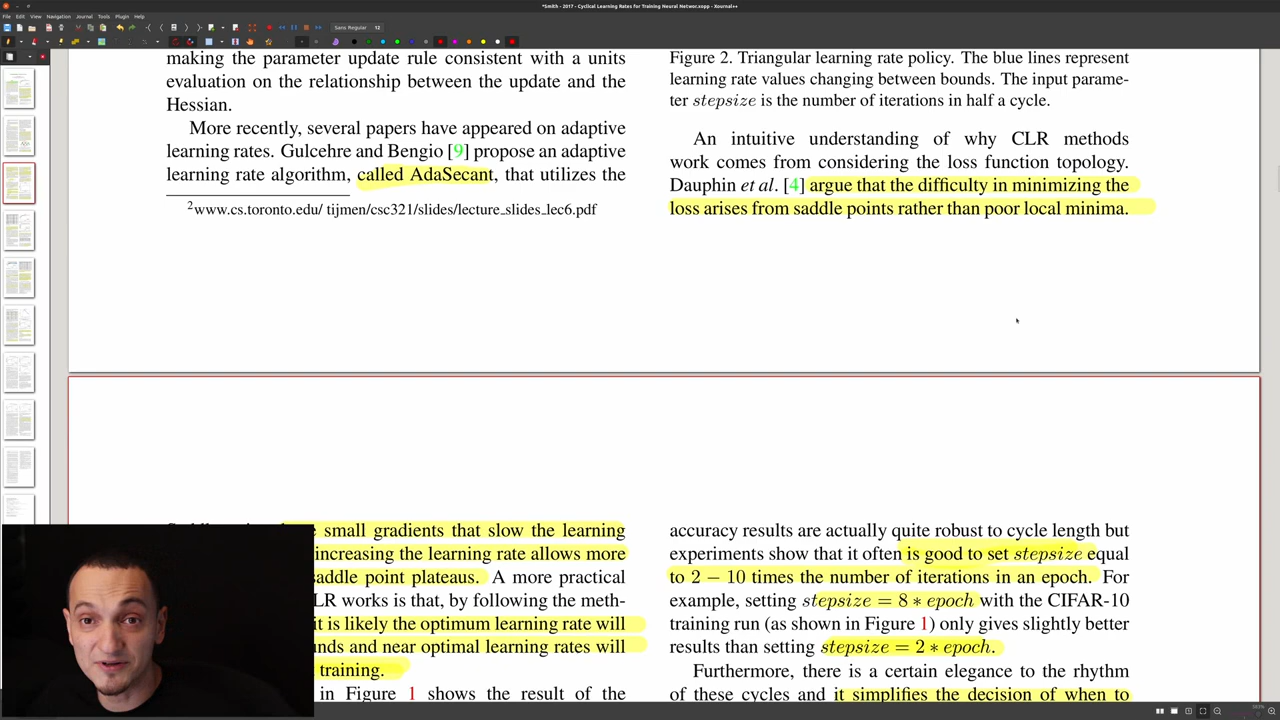 *Smith - 2017 - Cyclical Learning Rates for Training Neural Networ.xopp - Xournal++
File Edit View Navigation Journal Tools Plugin Help
Sans Regular 12
making the parameter update rule consistent with a units
evaluation on the relationship between the update and the
Hessian.
More recently, several papers have appeared on adaptive
learning rates. Gulcehre and Bengio [9] propose an adaptive
learning rate algorithm, called AdaSecant, that utilizes the
2www.cs.toronto.edu/ tijmen/csc321/slides/lecture_slides_lec6.pdf
Figure 2. Triangular learning rate policy. The blue lines represent
learning rate values changing between bounds. The input parame-
ter stepsize is the number of iterations in half a cycle.
An intuitive understanding of why CLR methods
work comes from considering the loss function topology.
Dauphin et al. [4] argue that the difficulty in minimizing the
loss arises from saddle points rather than poor local minima.
small gradients that slow the learning
increasing the learning rate allows more
saddle point plateaus. A more practical
LR works is that, by following the meth-
it is likely the optimum learning rate will
and near optimal learning rates will
training.
in Figure 1 shows the result of the
accuracy results are actually quite robust to cycle length but
experiments show that it often is good to set stepsize equal
to 2 − 10 times the number of iterations in an epoch. For
example, setting stepsize = 8 ∗ epoch with the CIFAR-10
training run (as shown in Figure 1) only gives slightly better
results than setting stepsize = 2 ∗ epoch.
Furthermore, there is a certain elegance to the rhythm
of these cycles and it simplifies the decision of when to